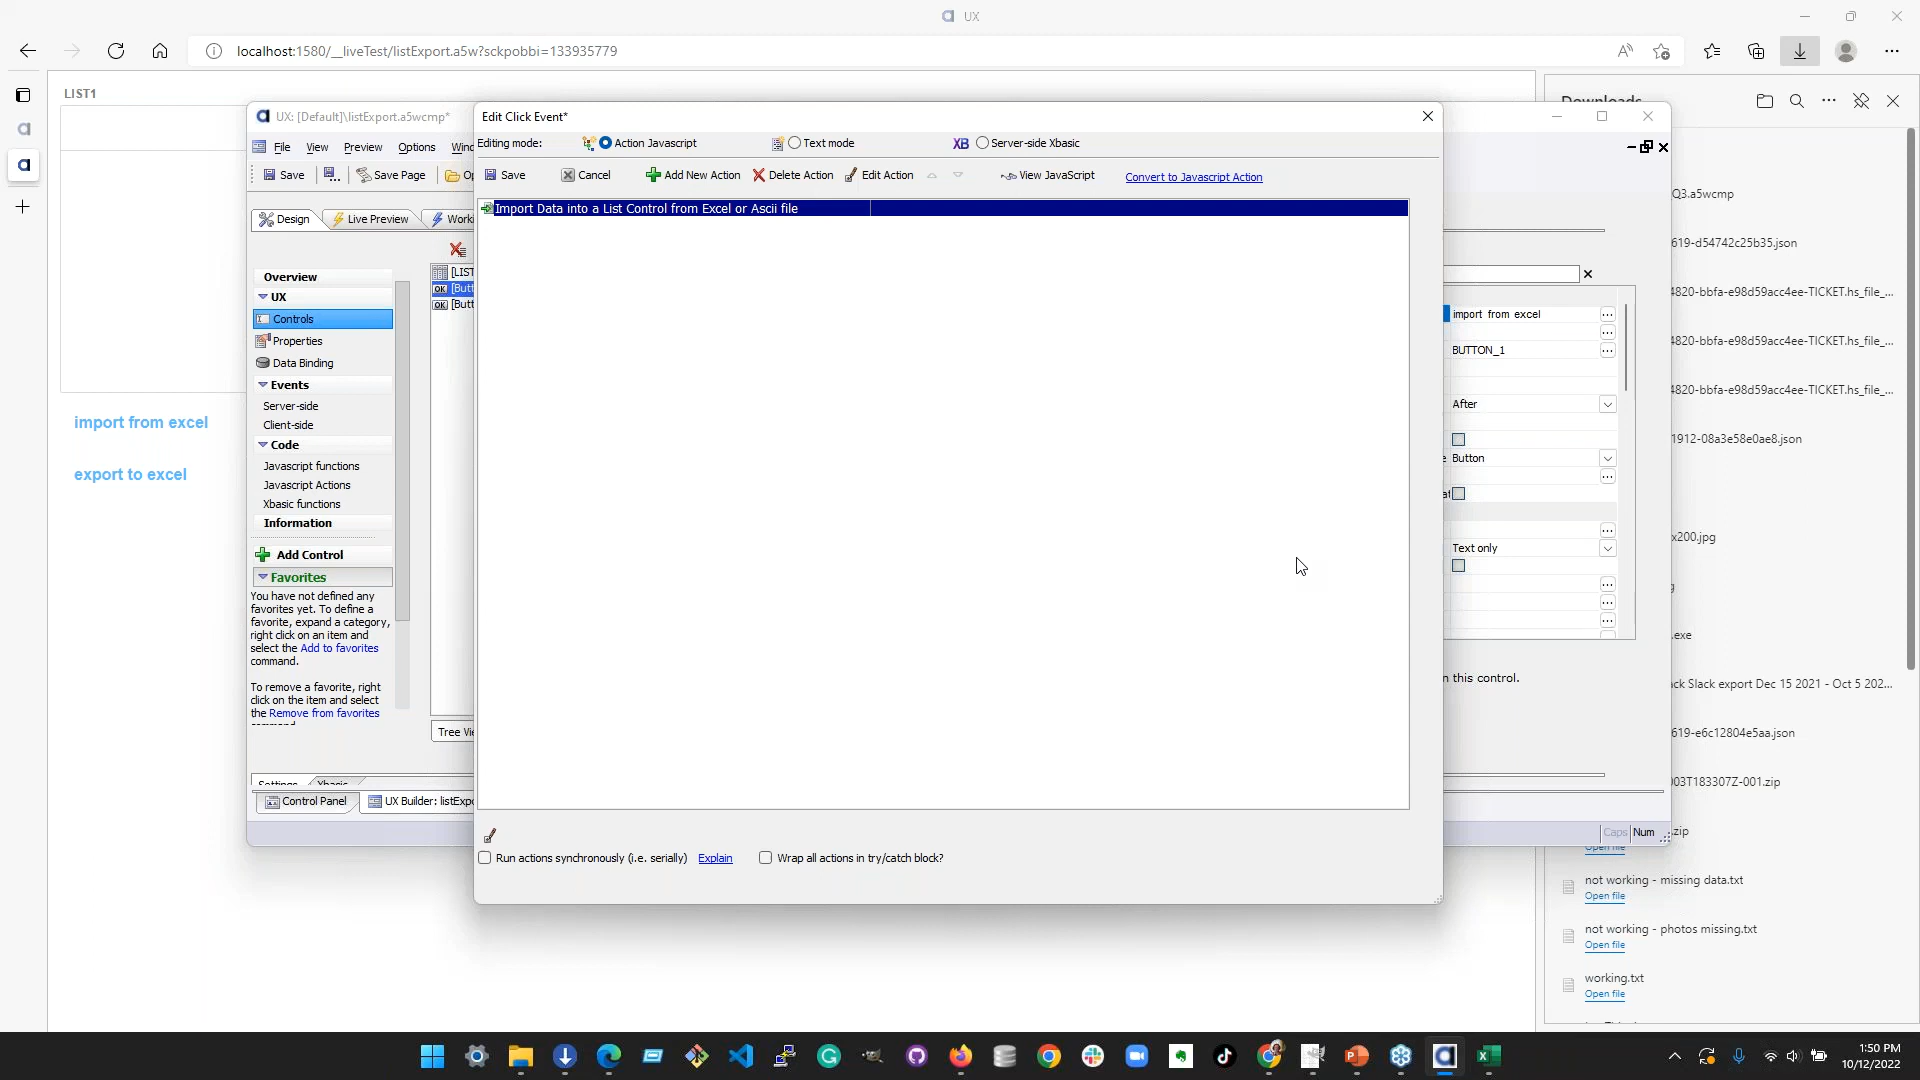 UX
localhost:1580/__liveTest/listExport.a5w?sckpobbi=133935779
LIST1
import from excel
export to excel
UX: [Default]\listExport.a5wcmp*
File View Preview Options
Save Save Page
Design Live Preview
Overview
UX
Controls
Properties
Data Binding
Events
Server-side
Client-side
Code
Javascript functions
Javascript Actions
Xbasic functions
Information
Add Control
Favorites
You have not defined any
favorites yet. To define a
favorite, expand a category,
right click on an item and
select the Add to favorites
command.
To remove a favorite, right
click on the item and select
the Remove from favorites
Settings Xbasic
Control Panel UX Builder: listExpo
[LIST
[Butt
[Butt
Tree Vie
Edit Click Event*
Editing mode: Action Javascript Text mode XB Server-side Xbasic
Save Cancel Add New Action Delete Action Edit Action View JavaScript Convert to Javascript Action
Import Data into a List Control from Excel or Ascii file
Run actions synchronously (i.e. serially) Explain Wrap all actions in try/catch block?
import from excel
BUTTON_1
After
Button
Text only
n this control.
Caps Num
Downloads
Q3.a5wcmp
619-d54742c25b35.json
4820-bbfa-e98d59acc4ee-TICKET.hs_file_...
4820-bbfa-e98d59acc4ee-TICKET.hs_file_...
4820-bbfa-e98d59acc4ee-TICKET.hs_file_...
1912-08a3e58e0ae8.json
x200.jpg
.exe
ck Slack export Dec 15 2021 - Oct 5 202...
619-e6c12804e5aa.json
003T183307Z-001.zip
.zip
Open file
not working - missing data.txt
Open file
not working - photos missing.txt
Open file
working.txt
Open file
1:50 PM
10/12/2022